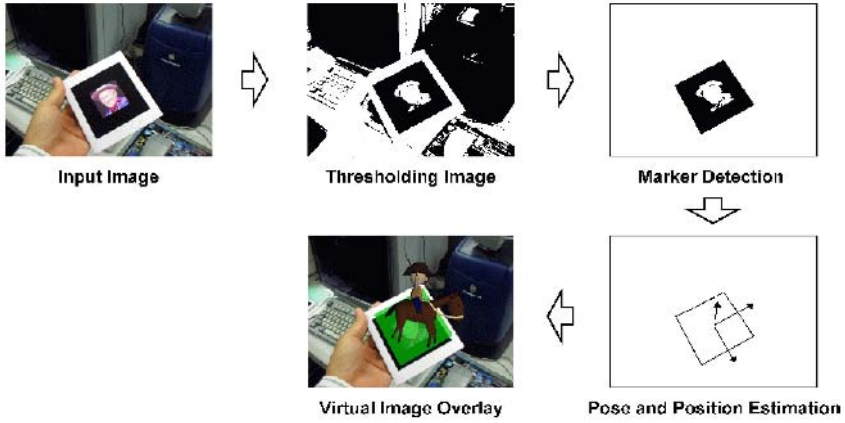 Input Image
Thresholding Image
Marker Detection
Virtual Image Overlay
Pose and Position Estimation